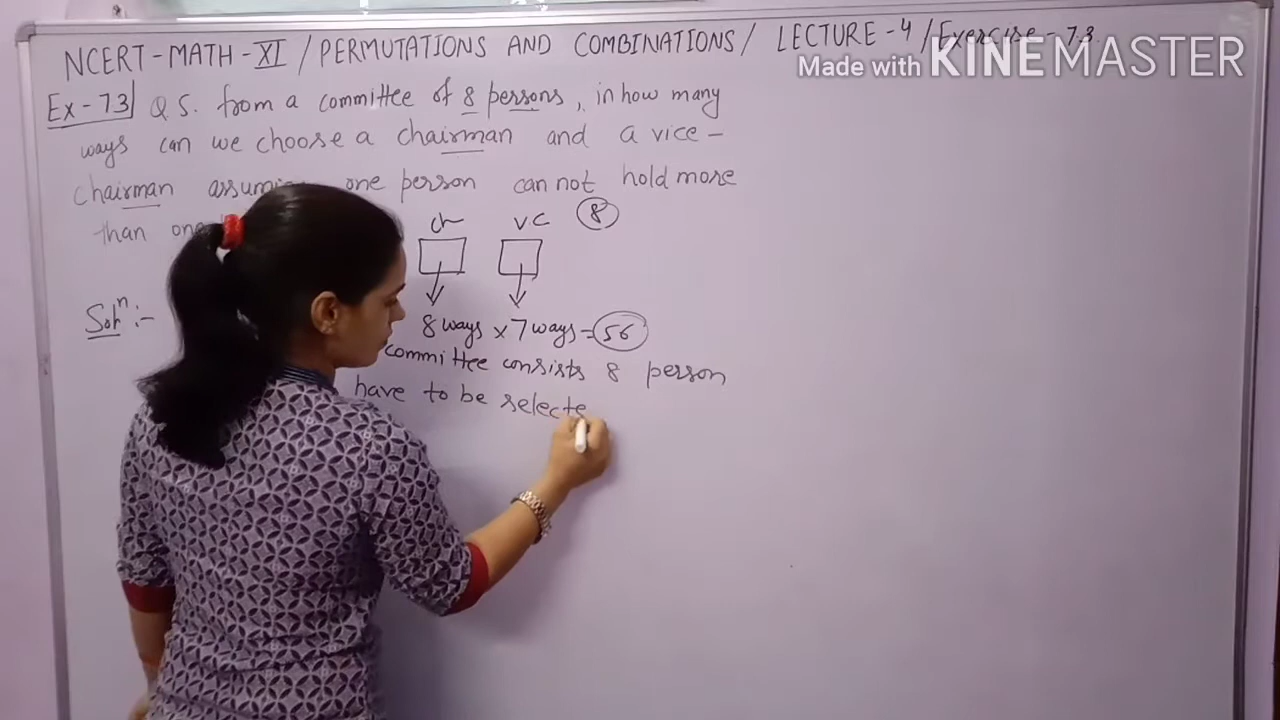 NCERT-MATH-XI / PERMUTATIONS AND COMBINATIONS / LECTURE-4 / Exercise-7.3
Made with KINEMASTER
Ex-7.3 Q5. from a committee of 8 persons, in how many
ways can we choose a chairman and a vice-
chairman assuming one person can not hold more
than one
ch V.C 8
Solⁿ:-
8 ways × 7 ways = 56
committee consists 8 person
have to be selecte